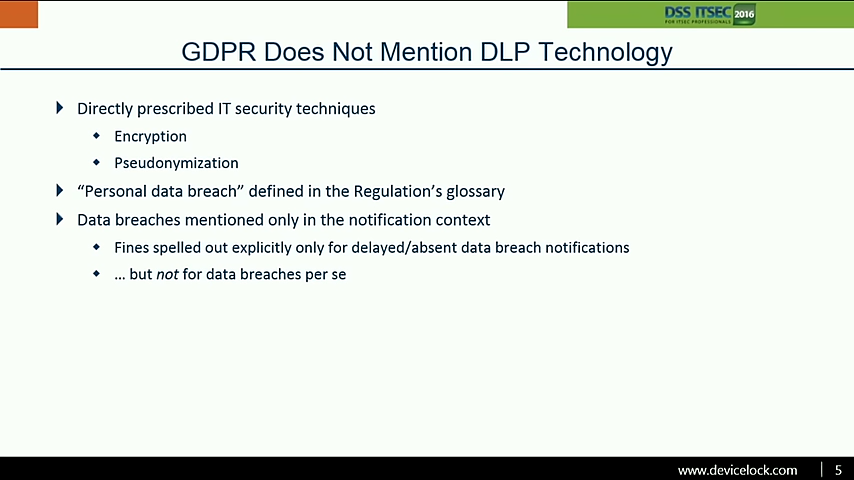 DSS ITSEC 2016
FOR ITSEC PROFESSIONALS
GDPR Does Not Mention DLP Technology
Directly prescribed IT security techniques
Encryption
Pseudonymization
“Personal data breach” defined in the Regulation’s glossary
Data breaches mentioned only in the notification context
Fines spelled out explicitly only for delayed/absent data breach notifications
... but not for data breaches per se
www.devicelock.com | 5